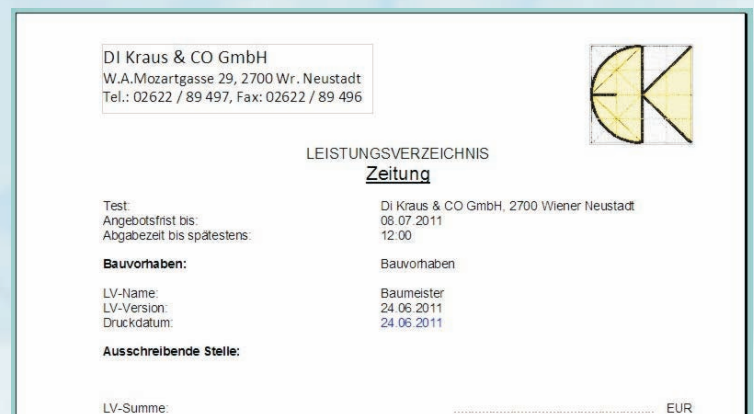 DI Kraus & CO GmbH
W.A.Mozartgasse 29, 2700 Wr. Neustadt
Tel.: 02622 / 89 497, Fax: 02622 / 89 496
LEISTUNGSVERZEICHNIS
Zeitung
Test: Di Kraus & CO GmbH, 2700 Wiener Neustadt
Angebotsfrist bis: 08.07.2011
Abgabezeit bis spätestens: 12:00
Bauvorhaben: Bauvorhaben
LV-Name: Baumeister
LV-Version: 24.06.2011
Druckdatum: 24.06.2011
Ausschreibende Stelle:
LV-Summe: ........................................................ EUR